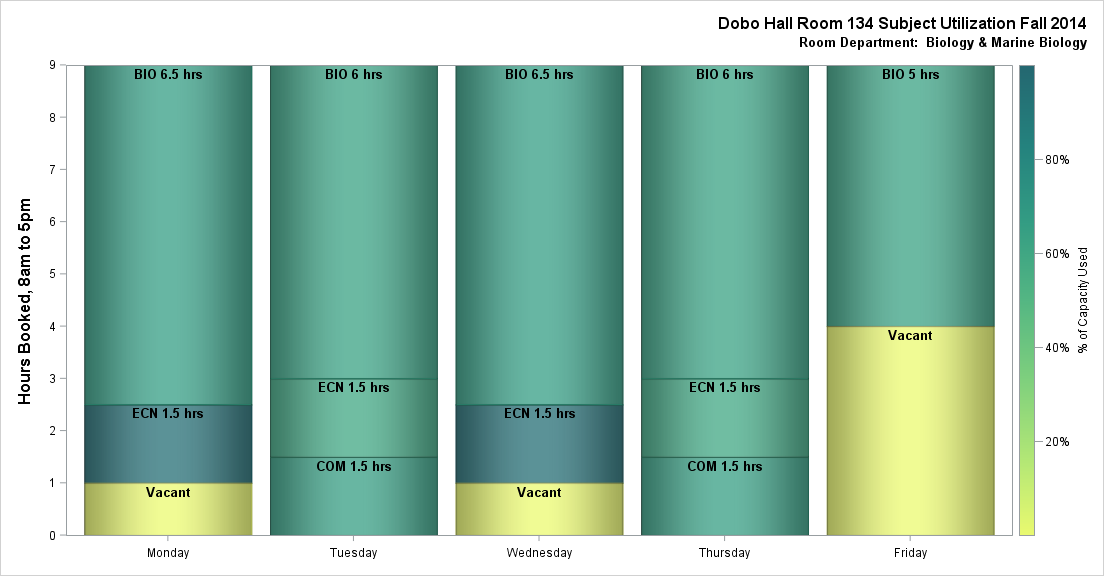 Dobo Hall Room 134 Subject Utilization Fall 2014
Room Department:  Biology & Marine Biology
Hours Booked, 8am to 5pm
9
8
7
6
5
4
3
2
1
0
BIO 6.5 hrs
ECN 1.5 hrs
Vacant
BIO 6 hrs
ECN 1.5 hrs
COM 1.5 hrs
BIO 6.5 hrs
ECN 1.5 hrs
Vacant
BIO 6 hrs
ECN 1.5 hrs
COM 1.5 hrs
BIO 5 hrs
Vacant
Monday
Tuesday
Wednesday
Thursday
Friday
80%
60%
40%
20%
% of Capacity Used